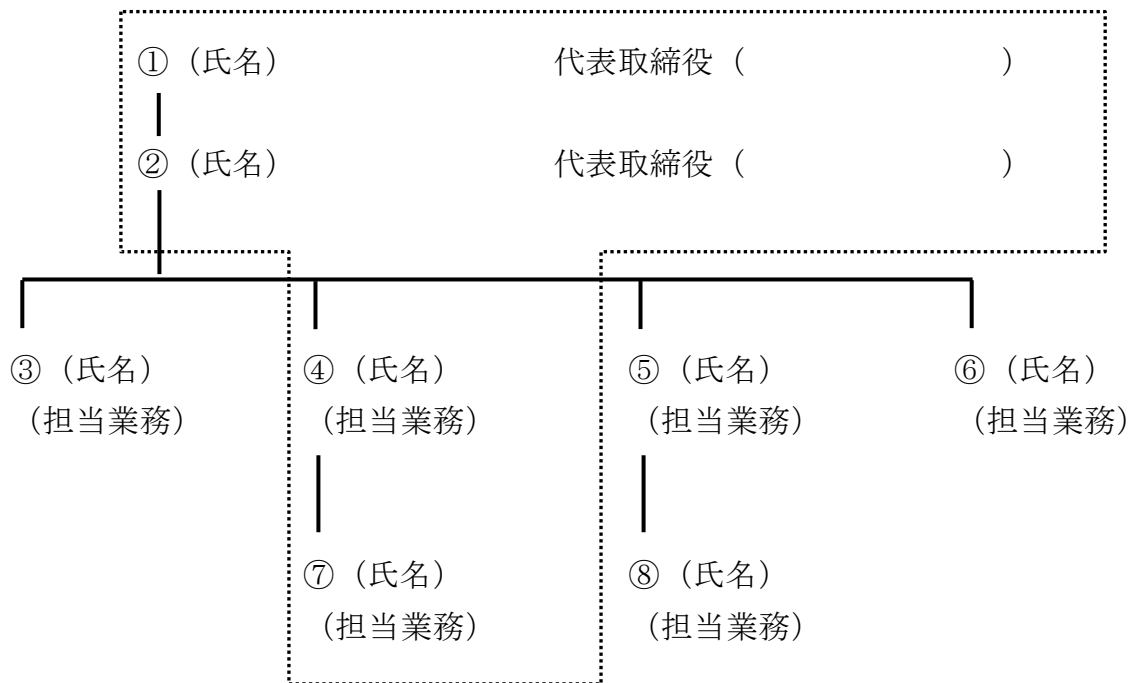 ①（氏名） 代表取締役（ ）
②（氏名） 代表取締役（ ）
③（氏名） ④（氏名） ⑤（氏名） ⑥（氏名）
（担当業務） （担当業務） （担当業務） （担当業務）
⑦（氏名） ⑧（氏名）
（担当業務） （担当業務）